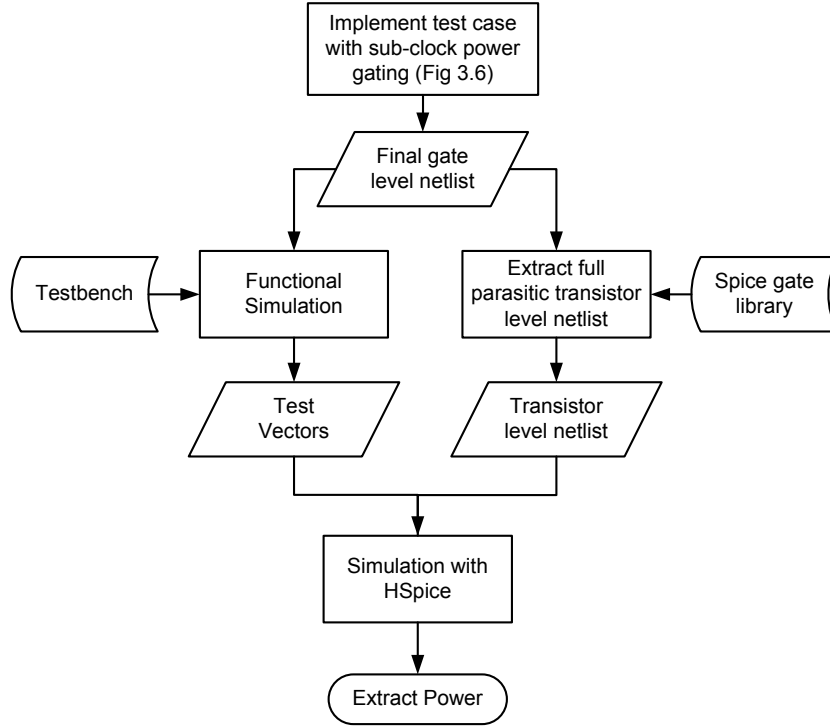 Implement test case
with sub-clock power
gating (Fig 3.6)
Final gate
level netlist
Testbench
Functional
Simulation
Extract full
parasitic transistor
level netlist
Spice gate
library
Test
Vectors
Transistor
level netlist
Simulation with
HSpice
Extract Power